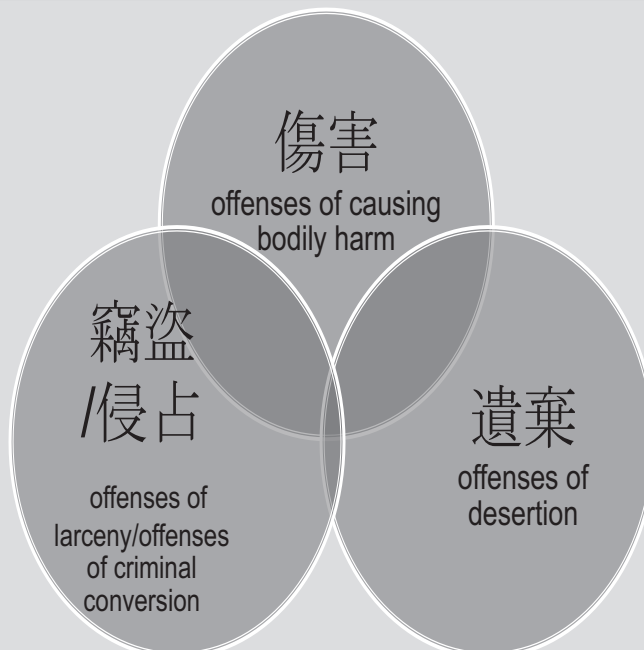 傷害
offenses of causing
bodily harm
竊盜
/侵占
offenses of
larceny/offenses
of criminal
conversion
遺棄
offenses of
desertion